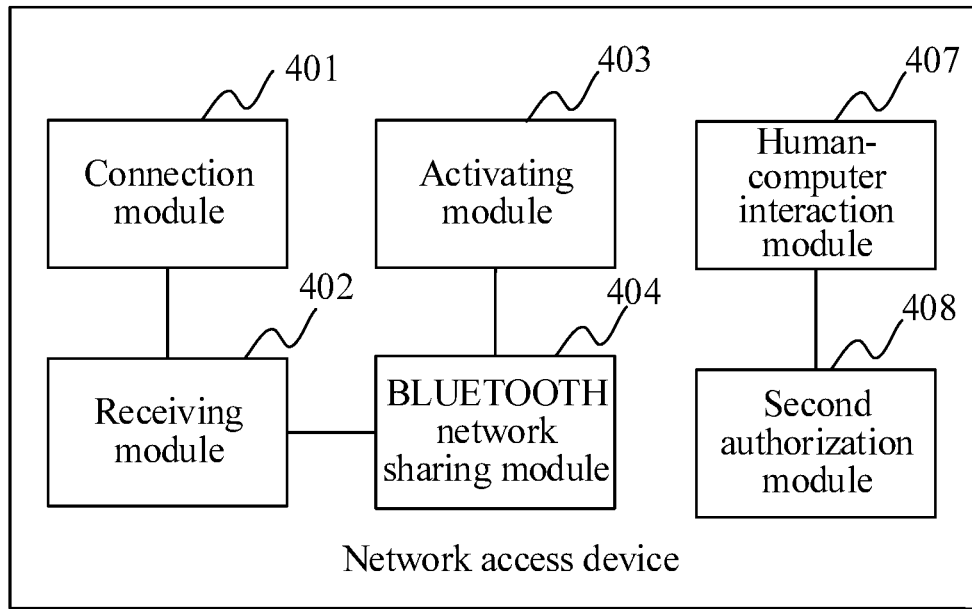 401
403
407
Connection
module
Activating
module
Human-
computer
interaction
module
402
404
408
Receiving
module
BLUETOOTH
network
sharing module
Second
authorization
module
Network access device